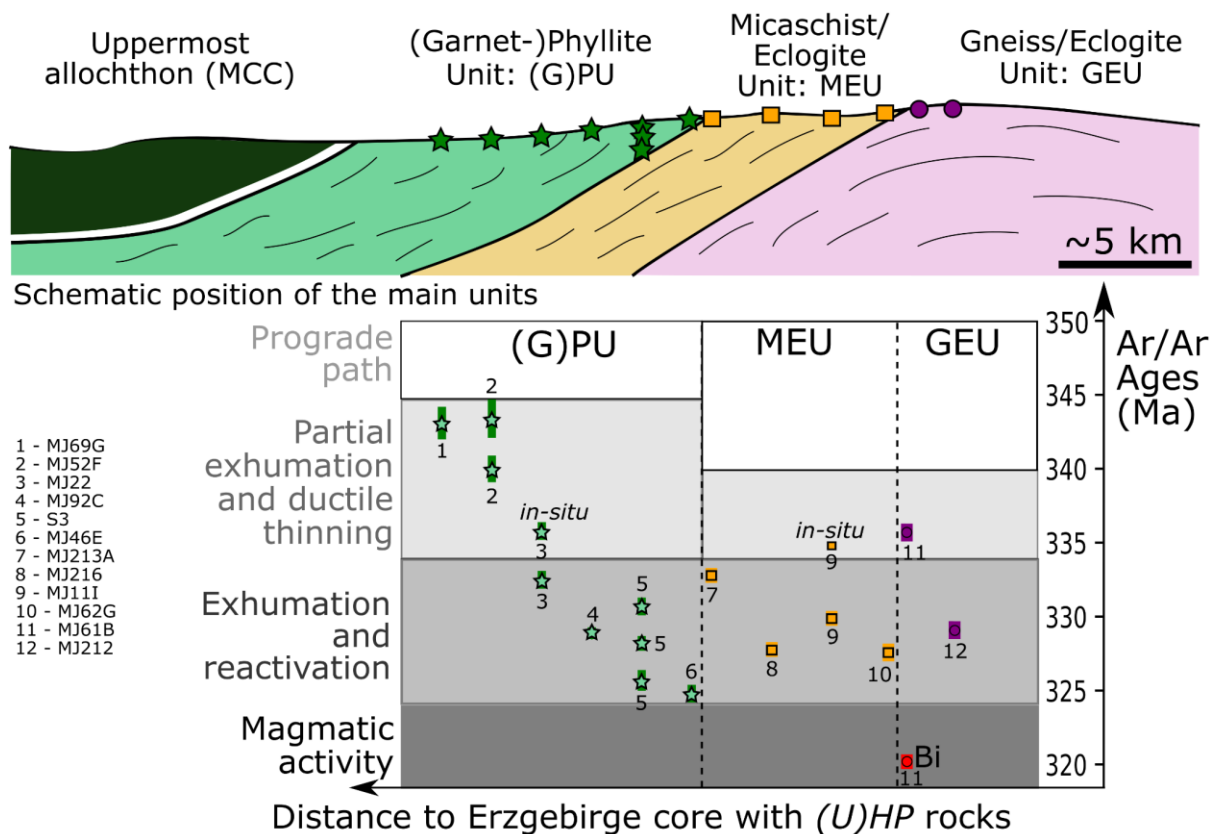 Uppermost
allochthon (MCC)
(Garnet-)Phyllite
Unit: (G)PU
Micaschist/
Eclogite
Unit: MEU
Gneiss/Eclogite
Unit: GEU
~5 km
Schematic position of the main units
Prograde
path
Partial
exhumation
and ductile
thinning
Exhumation
and
reactivation
Magmatic
activity
1 - MJ69G
2 - MJ52F
3 - MJ22
4 - MJ92C
5 - S3
6 - MJ46E
7 - MJ213A
8 - MJ216
9 - MJ11I
10 - MJ62G
11 - MJ61B
12 - MJ212
(G)PU
MEU
GEU
1
2
2
in-situ
3
3
4
5
5
5
6
7
8
in-situ
9
9
10
11
12
Bi
11
350
345
340
335
330
325
320
Ar/Ar
Ages
(Ma)
Distance to Erzgebirge core with (U)HP rocks